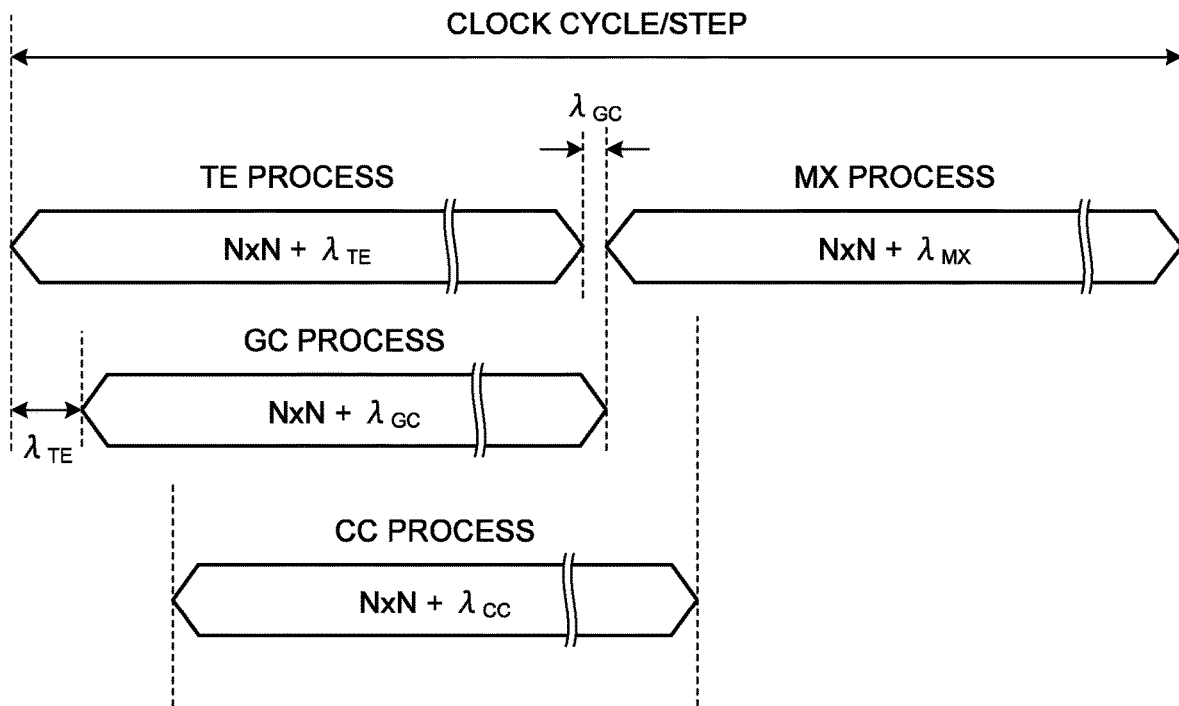 CLOCK CYCLE/STEP
λ GC
TE PROCESS
MX PROCESS
NxN + λ TE
NxN + λ MX
GC PROCESS
NxN + λ GC
λ TE
CC PROCESS
NxN + λ CC